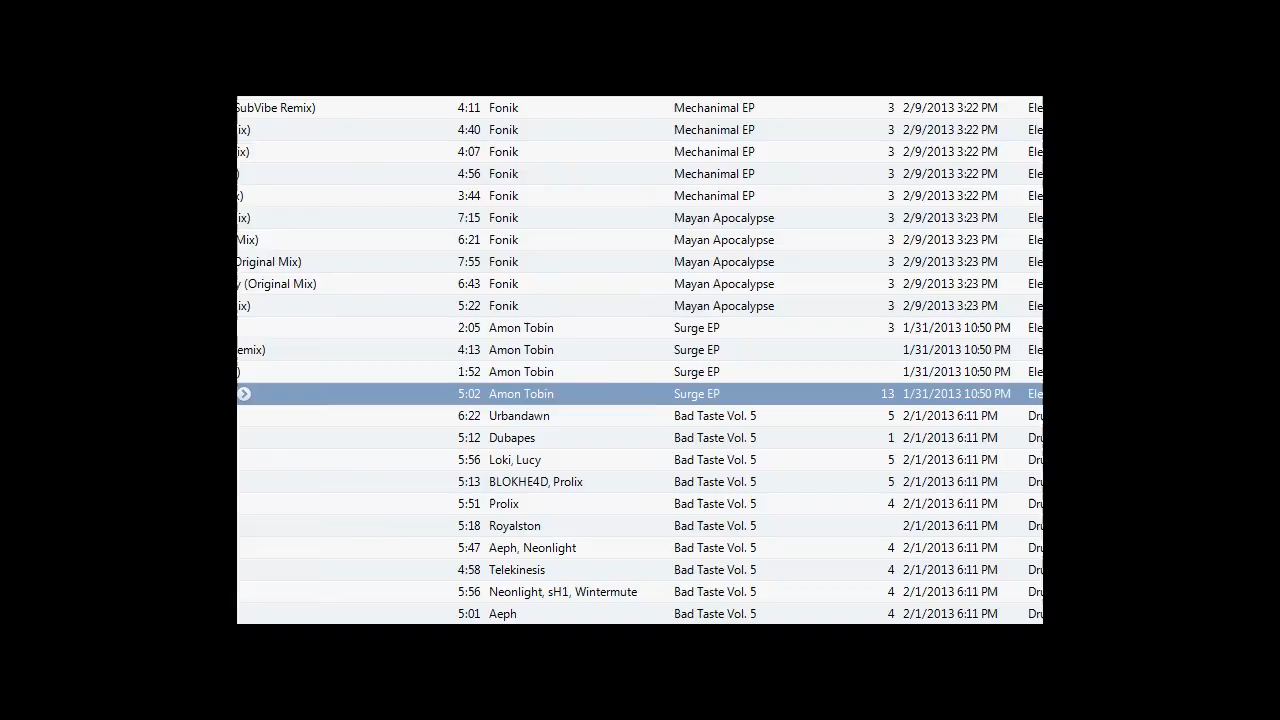 SubVibe Remix) 4:11 Fonik Mechanimal EP 3 2/9/2013 3:22 PM Ele
ix) 4:40 Fonik Mechanimal EP 3 2/9/2013 3:22 PM Ele
ix) 4:07 Fonik Mechanimal EP 3 2/9/2013 3:22 PM Ele
) 4:56 Fonik Mechanimal EP 3 2/9/2013 3:22 PM Ele
x) 3:44 Fonik Mechanimal EP 3 2/9/2013 3:22 PM Ele
ix) 7:15 Fonik Mayan Apocalypse 3 2/9/2013 3:23 PM Ele
Mix) 6:21 Fonik Mayan Apocalypse 3 2/9/2013 3:23 PM Ele
Original Mix) 7:55 Fonik Mayan Apocalypse 3 2/9/2013 3:23 PM Ele
y (Original Mix) 6:43 Fonik Mayan Apocalypse 3 2/9/2013 3:23 PM Ele
ix) 5:22 Fonik Mayan Apocalypse 3 2/9/2013 3:23 PM Ele
2:05 Amon Tobin Surge EP 3 1/31/2013 10:50 PM Ele
emix) 4:13 Amon Tobin Surge EP 1/31/2013 10:50 PM Ele
) 1:52 Amon Tobin Surge EP 1/31/2013 10:50 PM Ele
5:02 Amon Tobin Surge EP 13 1/31/2013 10:50 PM Ele
6:22 Urbandawn Bad Taste Vol. 5 5 2/1/2013 6:11 PM Dru
5:12 Dubapes Bad Taste Vol. 5 1 2/1/2013 6:11 PM Dru
5:56 Loki, Lucy Bad Taste Vol. 5 5 2/1/2013 6:11 PM Dru
5:13 BLOKHE4D, Prolix Bad Taste Vol. 5 5 2/1/2013 6:11 PM Dru
5:51 Prolix Bad Taste Vol. 5 4 2/1/2013 6:11 PM Dru
5:18 Royalston Bad Taste Vol. 5 2/1/2013 6:11 PM Dru
5:47 Aeph, Neonlight Bad Taste Vol. 5 4 2/1/2013 6:11 PM Dru
4:58 Telekinesis Bad Taste Vol. 5 4 2/1/2013 6:11 PM Dru
5:56 Neonlight, sH1, Wintermute Bad Taste Vol. 5 4 2/1/2013 6:11 PM Dru
5:01 Aeph Bad Taste Vol. 5 4 2/1/2013 6:11 PM Dru